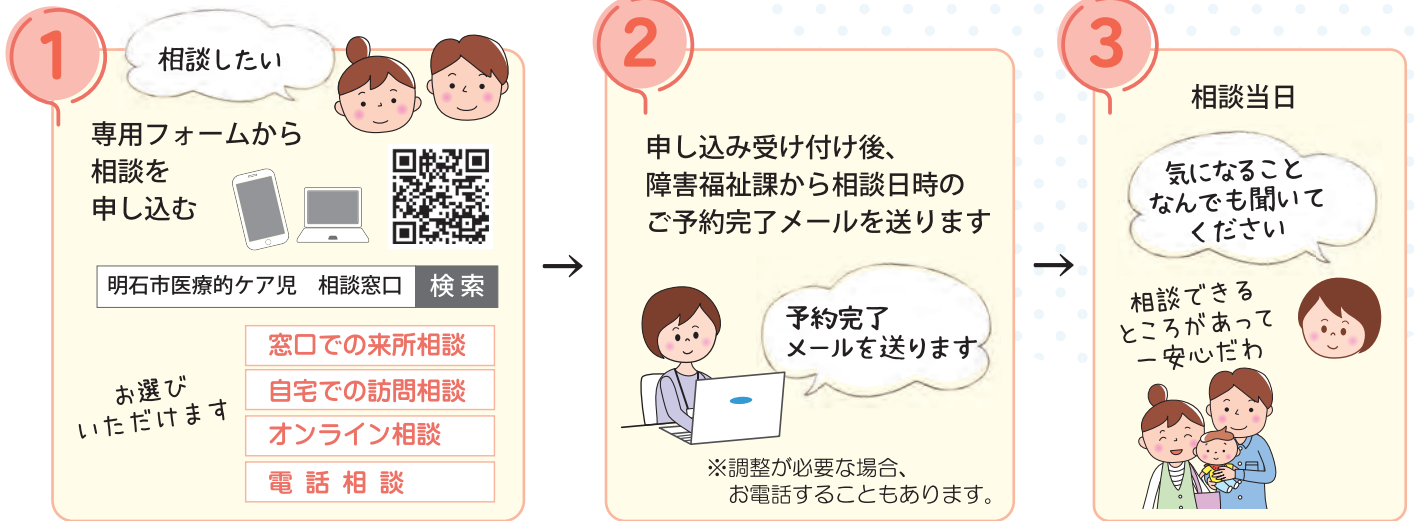 1
相談したい
専用フォームから
相談を
申し込む
明石市医療的ケア児　相談窓口
検索
お選び
いただけます
窓口での来所相談
自宅での訪問相談
オンライン相談
電話相談
→
2
申し込み受け付け後、
障害福祉課から相談日時の
ご予約完了メールを送ります
予約完了
メールを送ります
※調整が必要な場合、
お電話することもあります。
→
3
相談当日
気になること
なんでも聞いて
ください
相談できる
ところがあって
一安心だわ